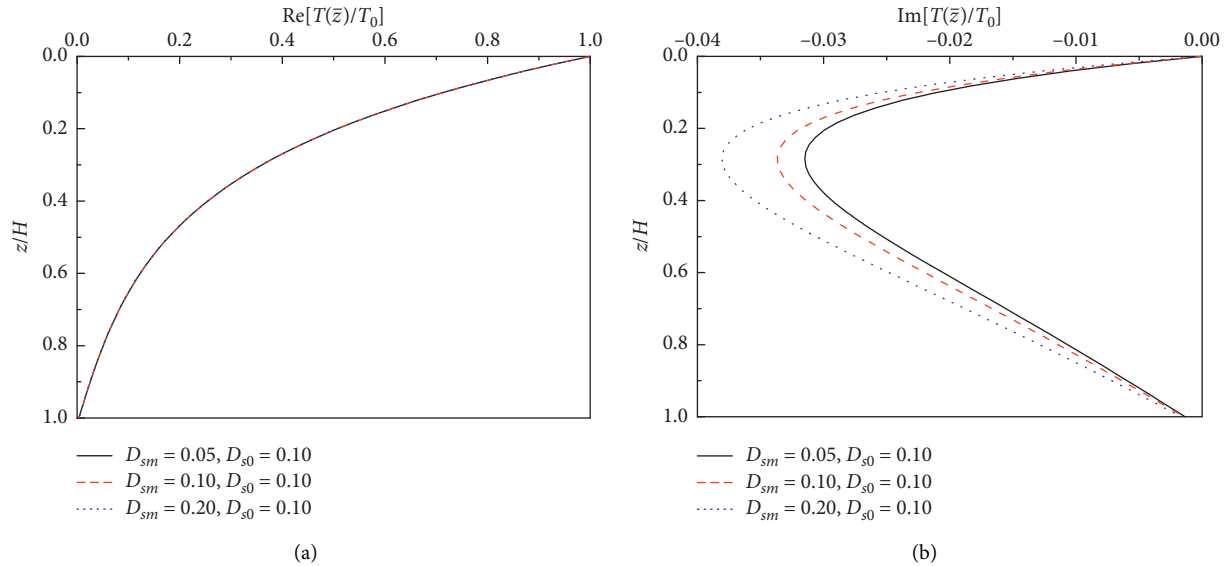 Re[T(z̅)/T₀]
0.0 0.2 0.4 0.6 0.8 1.0
0.0
0.2
0.4
0.6
0.8
1.0
z/H
Dₛₘ = 0.05, Dₛ₀ = 0.10
Dₛₘ = 0.10, Dₛ₀ = 0.10
Dₛₘ = 0.20, Dₛ₀ = 0.10
(a)
Im[T(z̅)/T₀]
−0.04 −0.03 −0.02 −0.01 0.00
0.0
0.2
0.4
0.6
0.8
1.0
z/H
Dₛₘ = 0.05, Dₛ₀ = 0.10
Dₛₘ = 0.10, Dₛ₀ = 0.10
Dₛₘ = 0.20, Dₛ₀ = 0.10
(b)